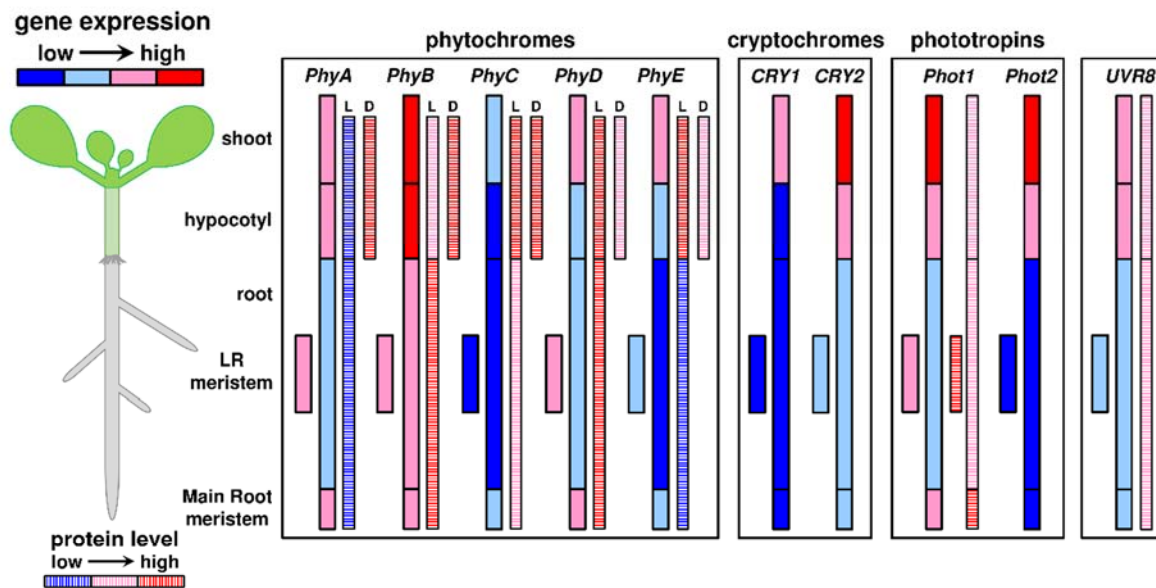 gene expression
low → high
phytochromes
cryptochromes
phototropins
PhyA PhyB PhyC PhyD PhyE CRY1 CRY2 Phot1 Phot2 UVR8
L D L D L D L D L D
shoot
hypocotyl
root
LR
meristem
Main Root
meristem
protein level
low → high